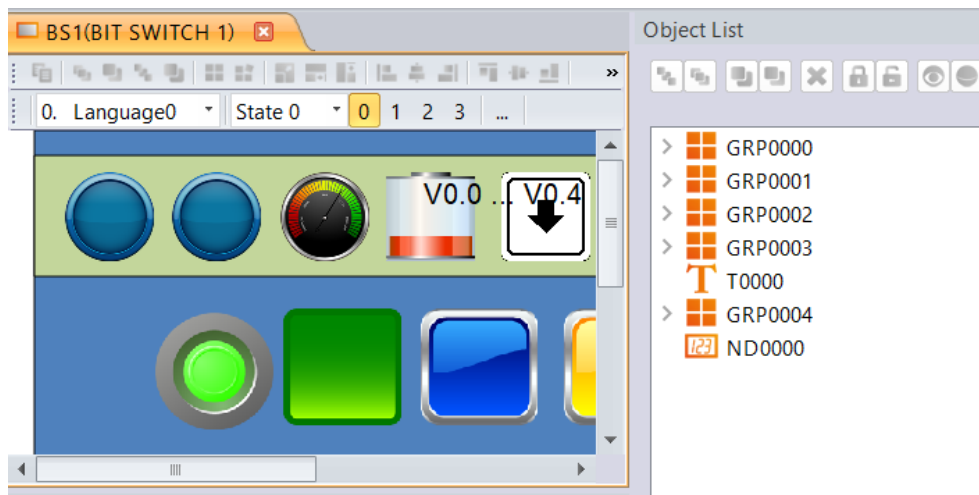 BS1(BIT SWITCH 1)
Object List
»
0. Language0 State 0 0 1 2 3 ...
V0.0 ... V0.4
GRP0000
GRP0001
GRP0002
GRP0003
T T0000
GRP0004
123 ND0000